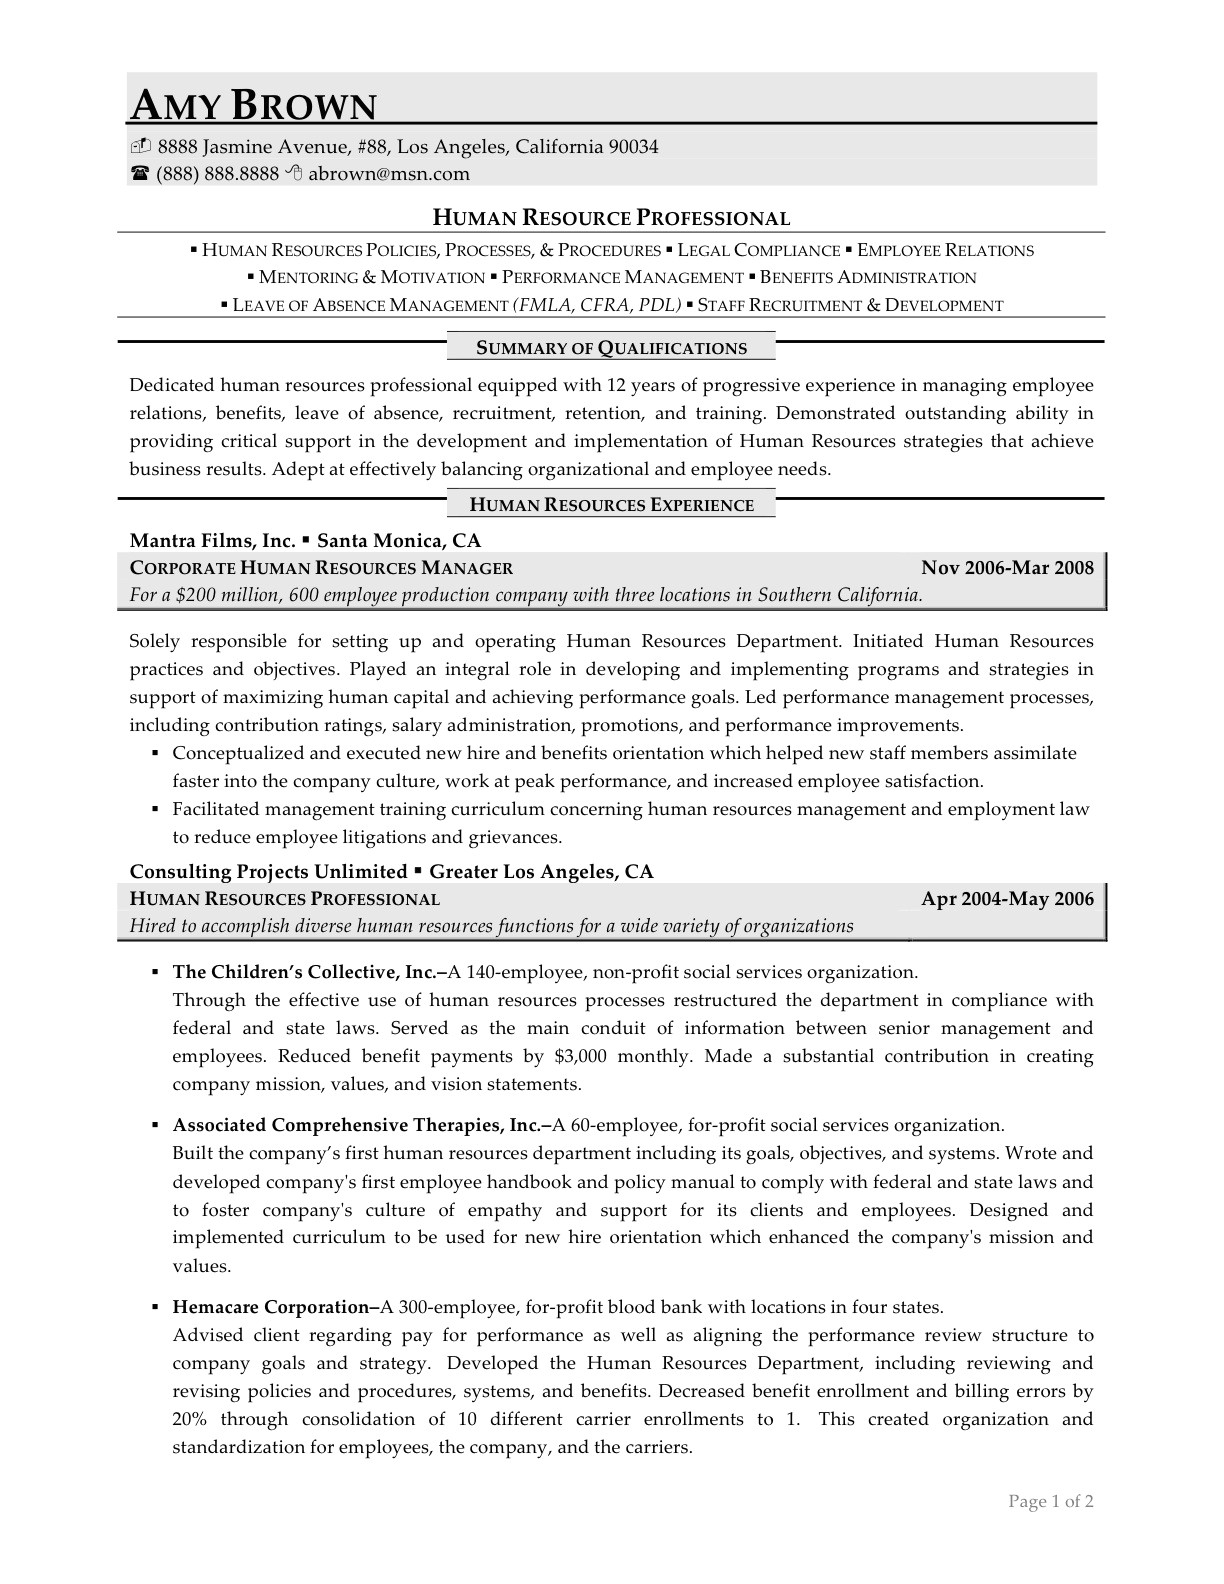 AMY BROWN
8888 Jasmine Avenue, #88, Los Angeles, California 90034
(888) 888.8888 abrown@msn.com
HUMAN RESOURCE PROFESSIONAL
▪ HUMAN RESOURCES POLICIES, PROCESSES, & PROCEDURES ▪ LEGAL COMPLIANCE ▪ EMPLOYEE RELATIONS
▪ MENTORING & MOTIVATION ▪ PERFORMANCE MANAGEMENT ▪ BENEFITS ADMINISTRATION
▪ LEAVE OF ABSENCE MANAGEMENT (FMLA, CFRA, PDL) ▪ STAFF RECRUITMENT & DEVELOPMENT
SUMMARY OF QUALIFICATIONS
Dedicated human resources professional equipped with 12 years of progressive experience in managing employee
relations, benefits, leave of absence, recruitment, retention, and training. Demonstrated outstanding ability in
providing critical support in the development and implementation of Human Resources strategies that achieve
business results. Adept at effectively balancing organizational and employee needs.
HUMAN RESOURCES EXPERIENCE
Mantra Films, Inc. ▪ Santa Monica, CA
CORPORATE HUMAN RESOURCES MANAGER Nov 2006-Mar 2008
For a $200 million, 600 employee production company with three locations in Southern California.
Solely responsible for setting up and operating Human Resources Department. Initiated Human Resources
practices and objectives. Played an integral role in developing and implementing programs and strategies in
support of maximizing human capital and achieving performance goals. Led performance management processes,
including contribution ratings, salary administration, promotions, and performance improvements.
▪ Conceptualized and executed new hire and benefits orientation which helped new staff members assimilate
faster into the company culture, work at peak performance, and increased employee satisfaction.
▪ Facilitated management training curriculum concerning human resources management and employment law
to reduce employee litigations and grievances.
Consulting Projects Unlimited ▪ Greater Los Angeles, CA
HUMAN RESOURCES PROFESSIONAL Apr 2004-May 2006
Hired to accomplish diverse human resources functions for a wide variety of organizations
▪ The Children’s Collective, Inc.–A 140-employee, non-profit social services organization.
Through the effective use of human resources processes restructured the department in compliance with
federal and state laws. Served as the main conduit of information between senior management and
employees. Reduced benefit payments by $3,000 monthly. Made a substantial contribution in creating
company mission, values, and vision statements.
▪ Associated Comprehensive Therapies, Inc.–A 60-employee, for-profit social services organization.
Built the company’s first human resources department including its goals, objectives, and systems. Wrote and
developed company's first employee handbook and policy manual to comply with federal and state laws and
to foster company's culture of empathy and support for its clients and employees. Designed and
implemented curriculum to be used for new hire orientation which enhanced the company's mission and
values.
▪ Hemacare Corporation–A 300-employee, for-profit blood bank with locations in four states.
Advised client regarding pay for performance as well as aligning the performance review structure to
company goals and strategy. Developed the Human Resources Department, including reviewing and
revising policies and procedures, systems, and benefits. Decreased benefit enrollment and billing errors by
20% through consolidation of 10 different carrier enrollments to 1. This created organization and
standardization for employees, the company, and the carriers.
Page 1 of 2